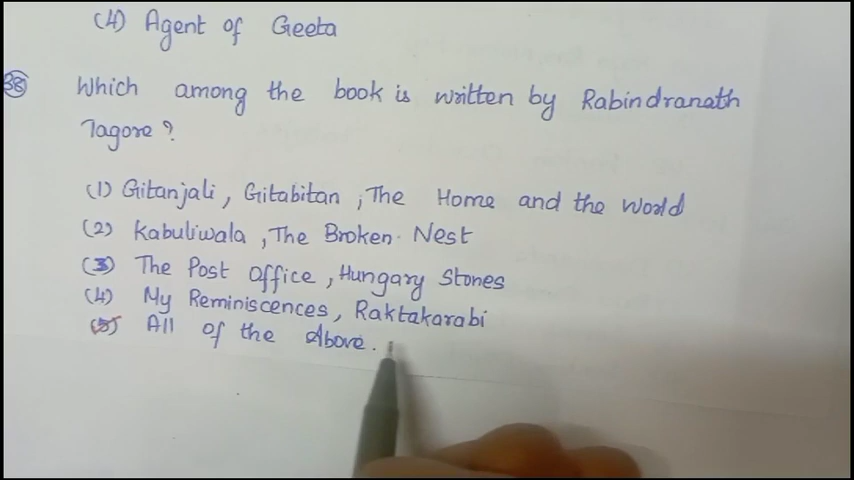 (4) Agent of Geeta
38 Which among the book is written by Rabindranath
Tagore?
(1) Gitanjali, Gitabitan, The Home and the World
(2) Kabuliwala, The Broken Nest
(3) The Post Office, Hungary Stones
(4) My Reminiscences, Raktakarabi
(5) All of the Above.